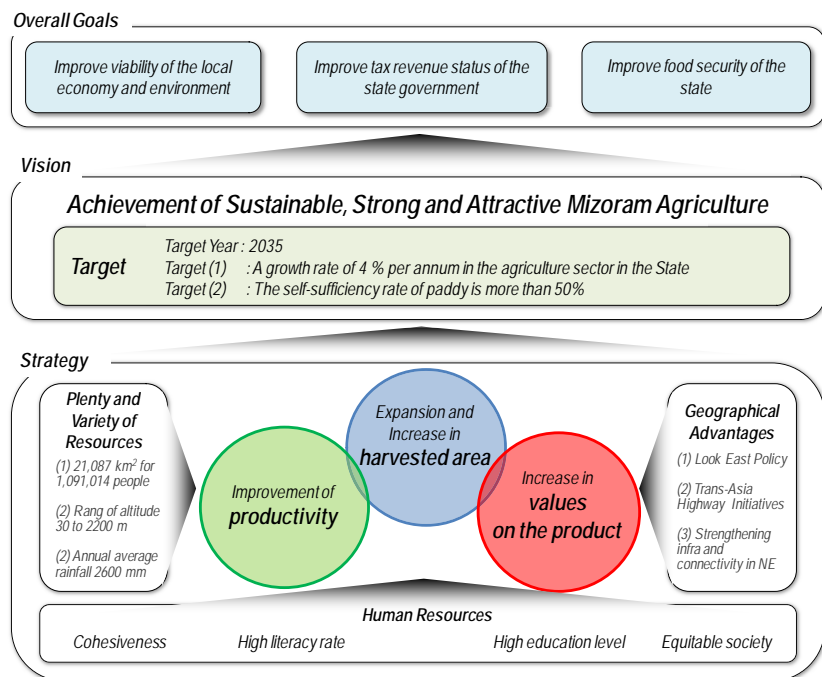 Overall Goals
Improve viability of the local
economy and environment
Improve tax revenue status of the
state government
Improve food security of the
state
Vision
Achievement of Sustainable, Strong and Attractive Mizoram Agriculture
Target
Target Year : 2035
Target (1) : A growth rate of 4 % per annum in the agriculture sector in the State
Target (2) : The self-sufficiency rate of paddy is more than 50%
Strategy
Plenty and
Variety of
Resources
(1) 21,087 km² for
1,091,014 people
(2) Rang of altitude
30 to 2200 m
(2) Annual average
rainfall 2600 mm
Improvement of
productivity
Expansion and
Increase in
harvested area
Increase in
values
on the product
Geographical
Advantages
(1) Look East Policy
(2) Trans-Asia
Highway Initiatives
(3) Strengthening
infra and
connectivity in NE
Human Resources
Cohesiveness High literacy rate High education level Equitable society